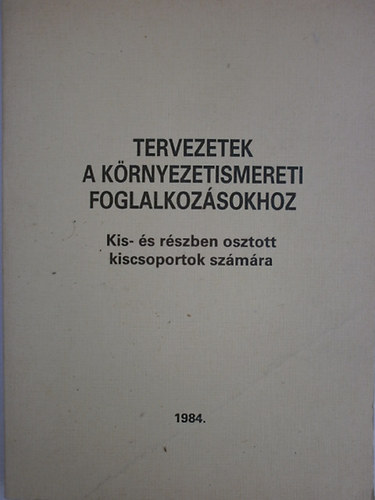 TERVEZETEK
A KÖRNYEZETISMERETI
FOGLALKOZÁSOKHOZ
Kis- és részben osztott
kiscsoportok számára
1984.